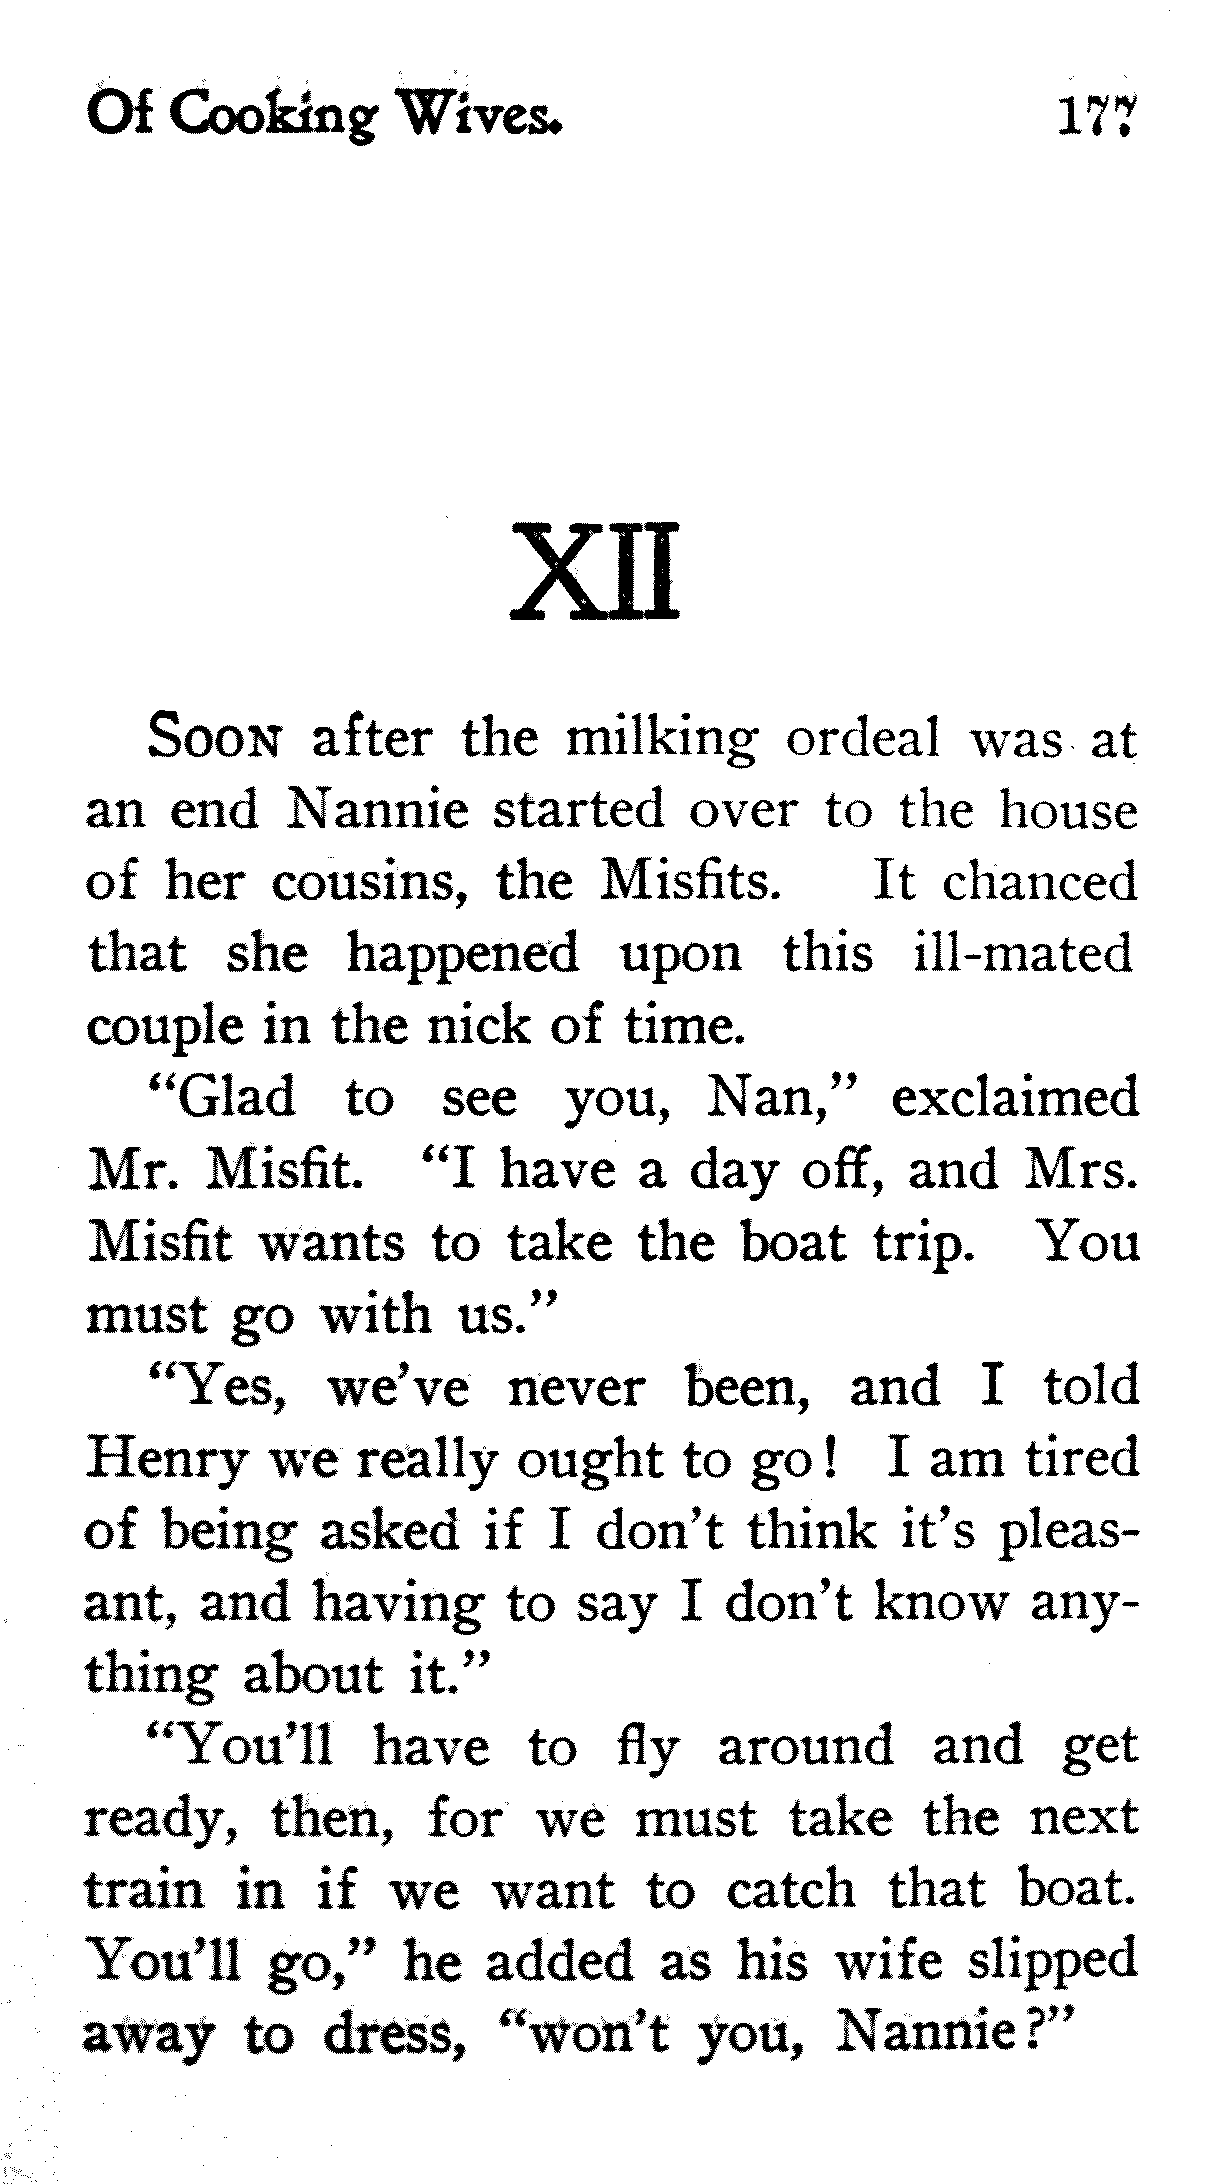 Of Cooking Wives. 177
XII
Soon after the milking ordeal was at
an end Nannie started over to the house
of her cousins, the Misfits. It chanced
that she happened upon this ill-mated
couple in the nick of time.
“Glad to see you, Nan,” exclaimed
Mr. Misfit. “I have a day off, and Mrs.
Misfit wants to take the boat trip. You
must go with us.”
“Yes, we’ve never been, and I told
Henry we really ought to go! I am tired
of being asked if I don’t think it’s pleas-
ant, and having to say I don’t know any-
thing about it.”
“You’ll have to fly around and get
ready, then, for we must take the next
train in if we want to catch that boat.
You’ll go,” he added as his wife slipped
away to dress, “won’t you, Nannie?”